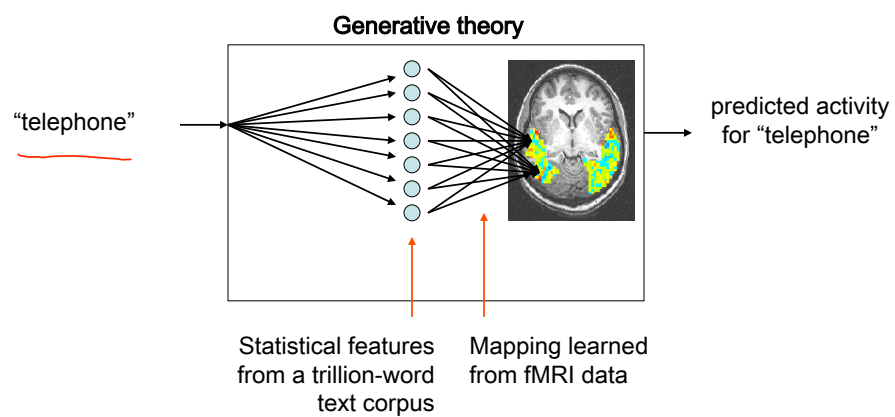 Generative theory
“telephone”
predicted activity
for “telephone”
Statistical features
from a trillion-word
text corpus
Mapping learned
from fMRI data